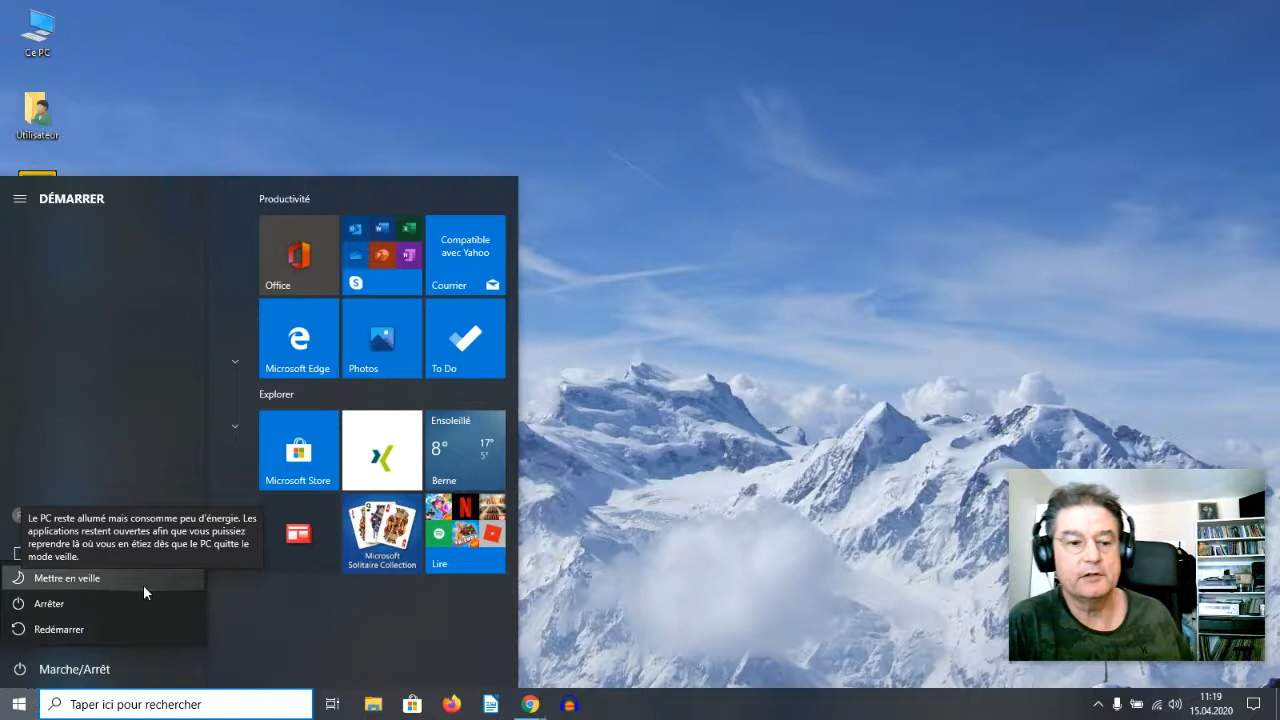 Ce PC
Utilisateur
DÉMARRER
Productivité
Office
Compatible
avec Yahoo
Courrier
Microsoft Edge
Photos
To Do
Explorer
Microsoft Store
Ensoleillé
8°
17°
5°
Berne
Microsoft
Solitaire Collection
Lire
Le PC reste allumé mais consomme peu d'énergie. Les
applications restent ouvertes afin que vous puissiez
reprendre là où vous en étiez dès que le PC quitte le
mode veille.
Mettre en veille
Arrêter
Redémarrer
Marche/Arrêt
Taper ici pour rechercher
11:19
15.04.2020